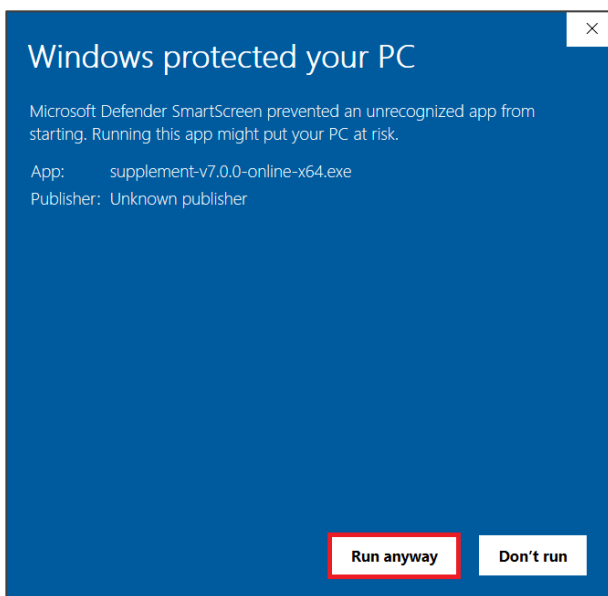 Windows protected your PC
Microsoft Defender SmartScreen prevented an unrecognized app from
starting. Running this app might put your PC at risk.
App: supplement-v7.0.0-online-x64.exe
Publisher: Unknown publisher
Run anyway
Don’t run